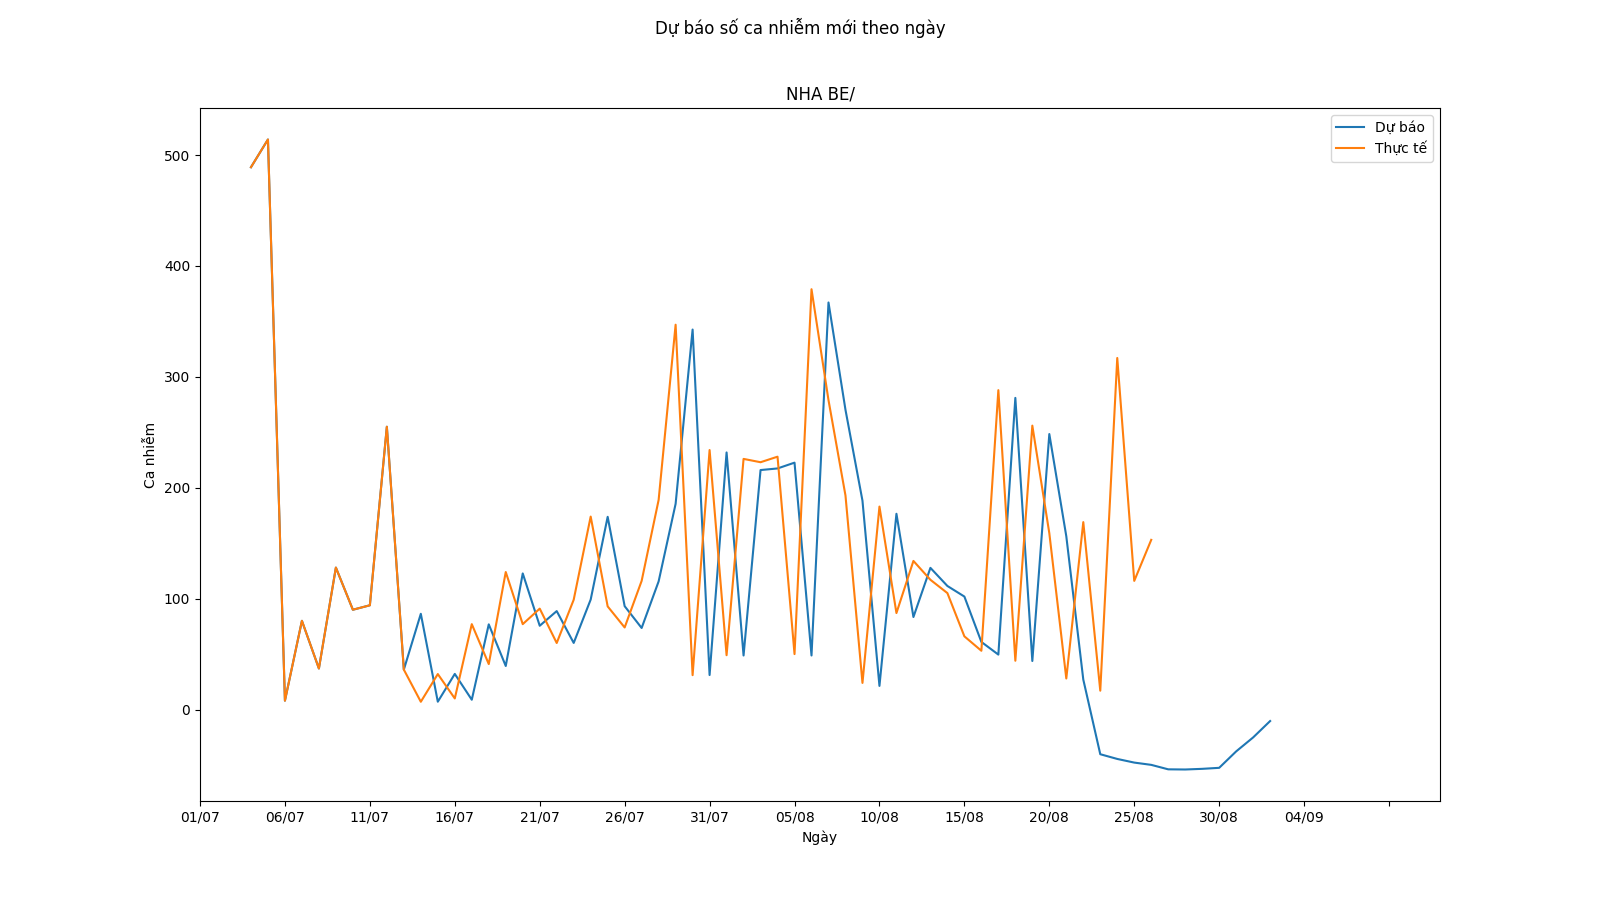 Dự báo số ca nhiễm mới theo ngày
NHA BE/
Dự báo
Thực tế
500
400
300
200
100
0
Ca nhiễm
01/07 06/07 11/07 16/07 21/07 26/07 31/07 05/08 10/08 15/08 20/08 25/08 30/08 04/09
Ngày